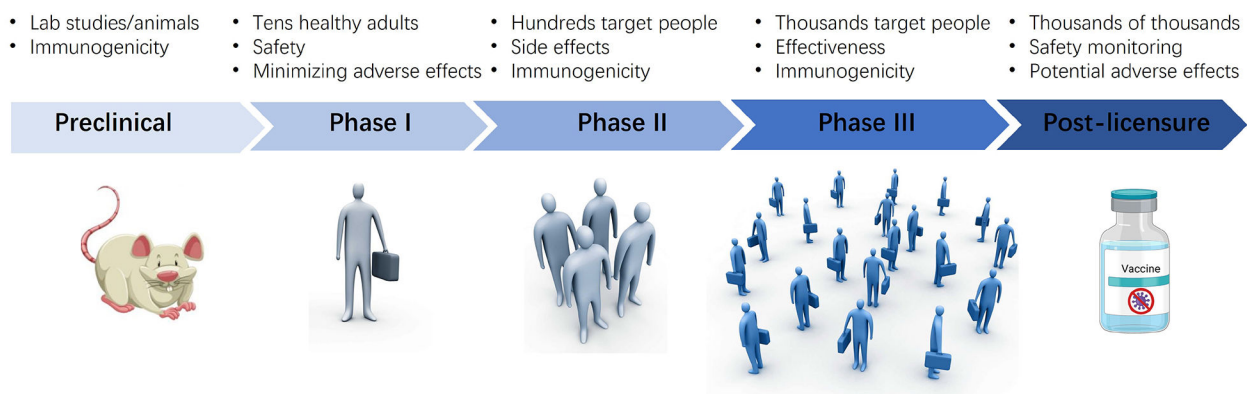 • Lab studies/animals
• Immunogenicity
• Tens healthy adults
• Safety
• Minimizing adverse effects
• Hundreds target people
• Side effects
• Immunogenicity
• Thousands target people
• Effectiveness
• Immunogenicity
• Thousands of thousands
• Safety monitoring
• Potential adverse effects
Preclinical
Phase I
Phase II
Phase III
Post-licensure
Vaccine